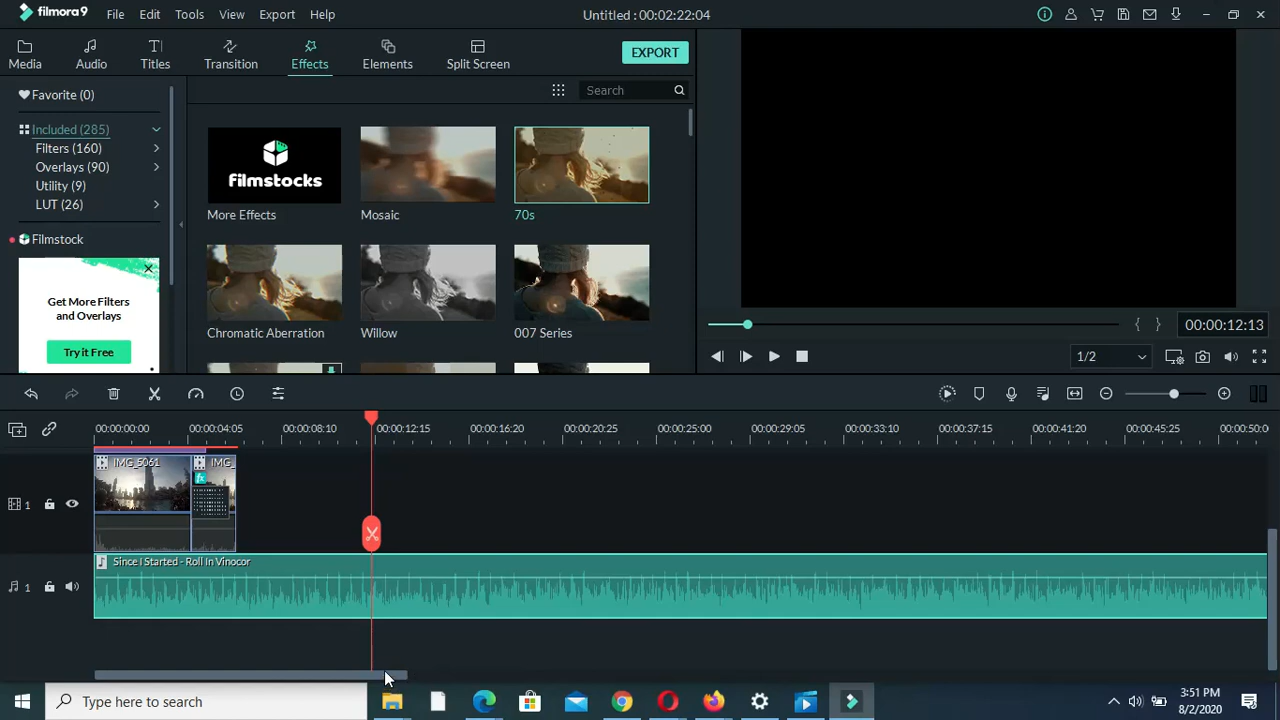 filmora9
File Edit Tools View Export Help
Untitled : 00:02:22:04
Media Audio Titles Transition Effects Elements Split Screen
EXPORT
Favorite (0)
Search
Included (285)
Filters (160)
Overlays (90)
Utility (9)
LUT (26)
Filmstock
Get More Filters
and Overlays
Try it Free
filmstocks
More Effects Mosaic 70s
Chromatic Aberration Willow 007 Series
{ } 00:00:12:13
1/2
00:00:00:00 00:00:04:05 00:00:08:10 00:00:12:15 00:00:16:20 00:00:20:25 00:00:25:00 00:00:29:05 00:00:33:10 00:00:37:15 00:00:41:20 00:00:45:25 00:00:50:0
IMG_5061 IMG_
fx
1
Since I Started - Roll In Vinocor
1
Type here to search
3:51 PM
8/2/2020